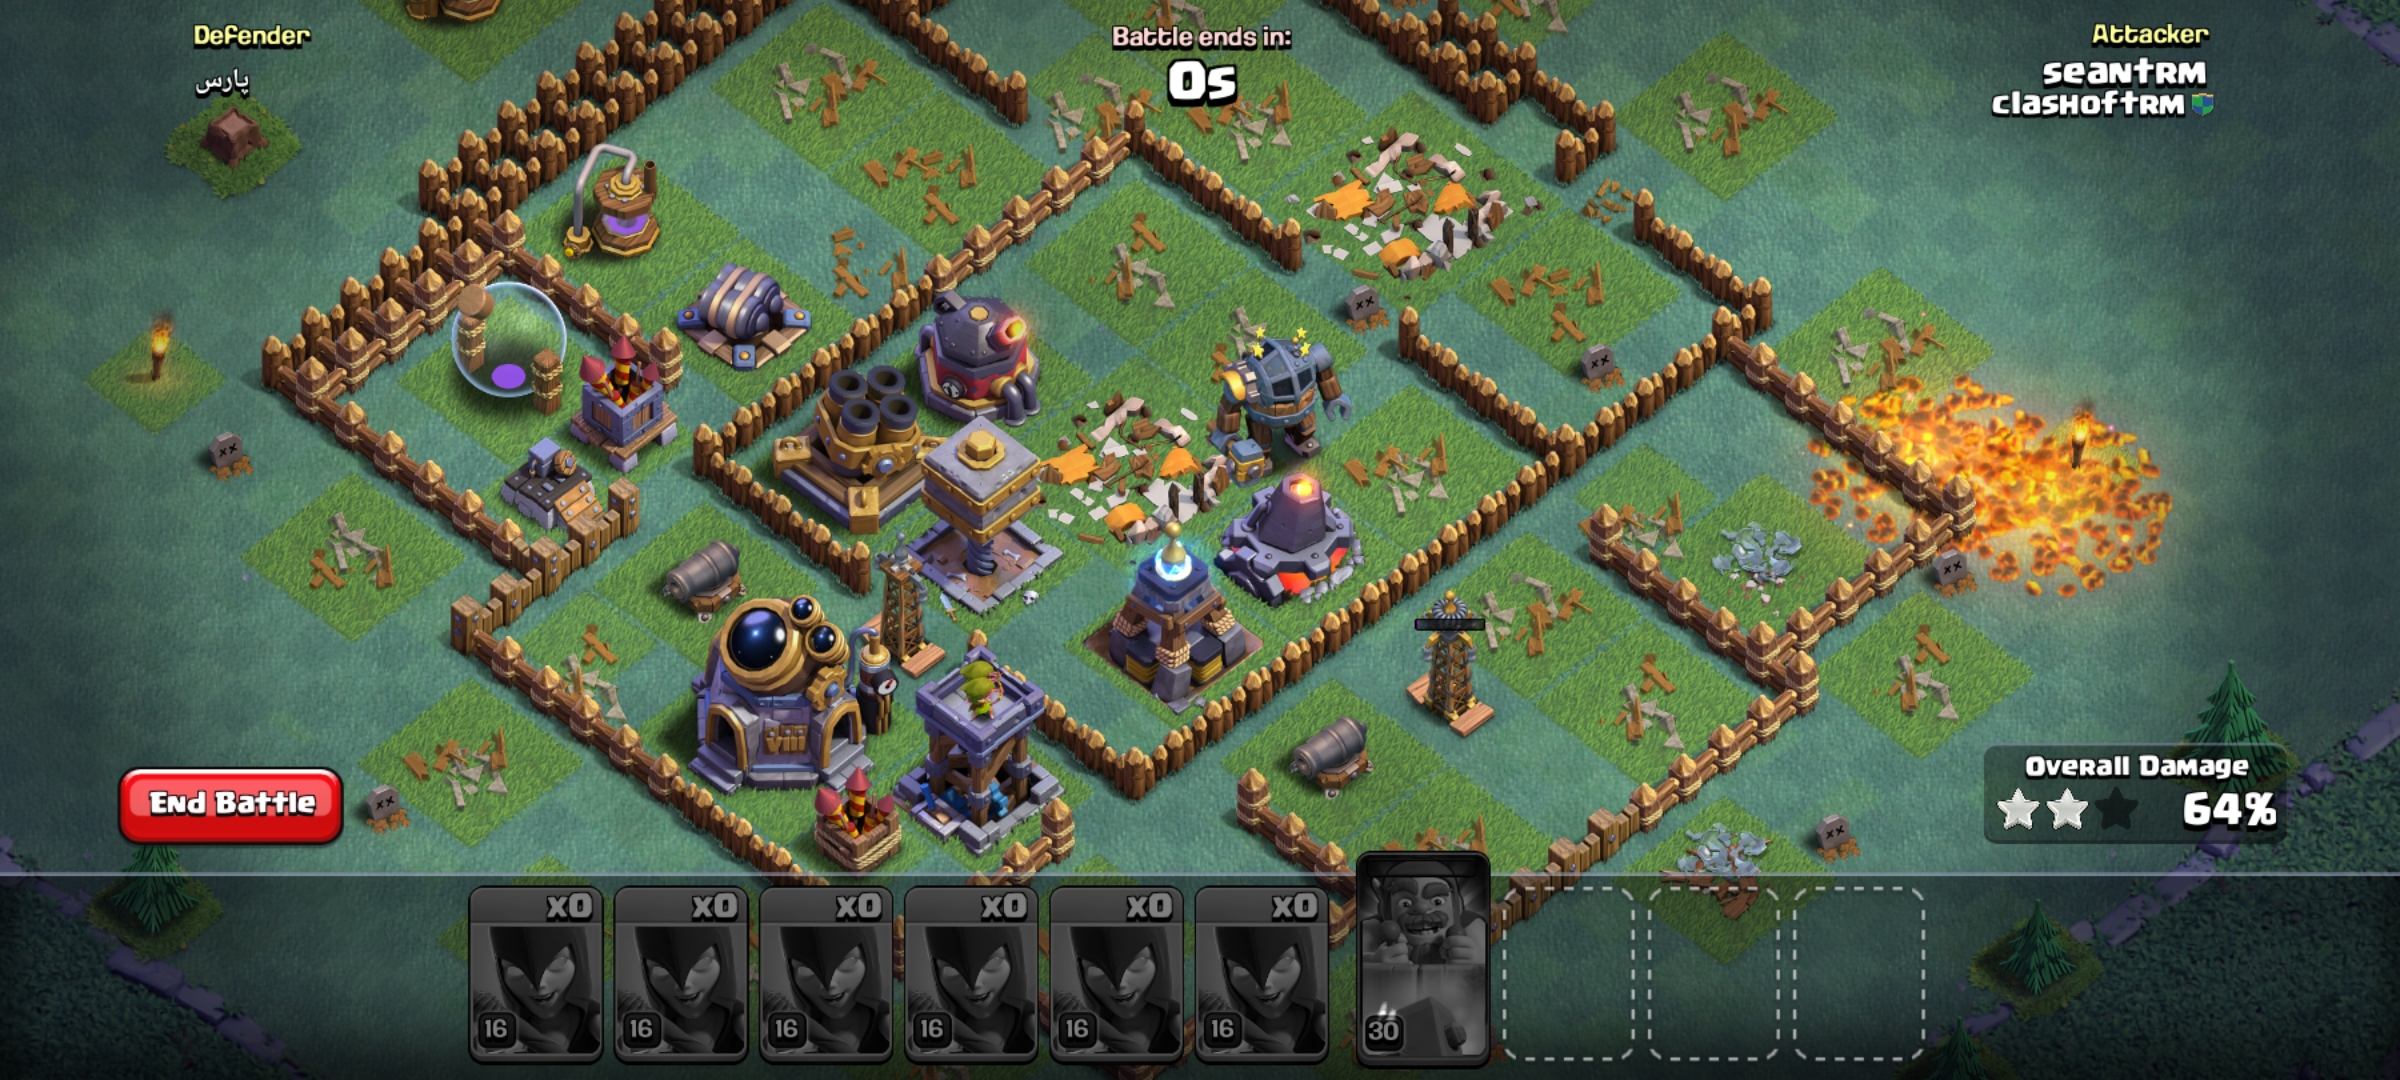 Defender
پارس
Battle ends in:
0s
Attacker
seantRM
clashoftRM
End Battle
Overall Damage
64%
VIII
x0
x0
x0
x0
x0
x0
16
16
16
16
16
16
30